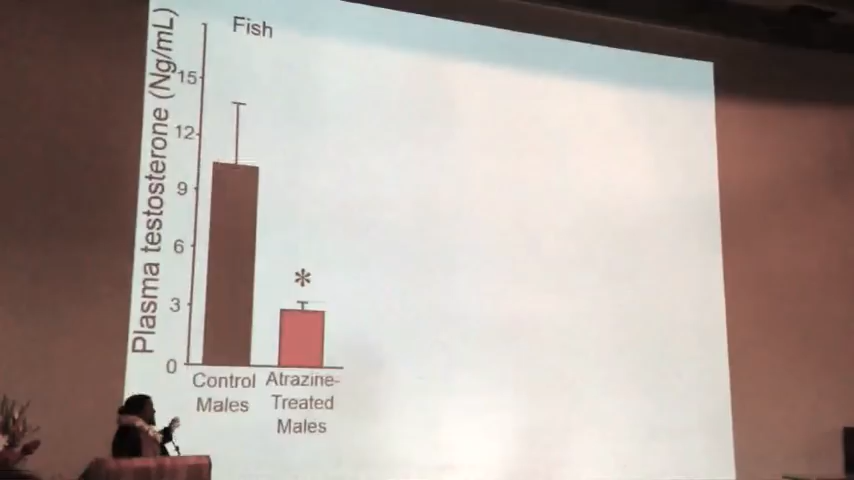 Fish
Plasma testosterone (Ng/mL)
15
12
9
6
3
0
Control
Males
Atrazine-
Treated
Males
*